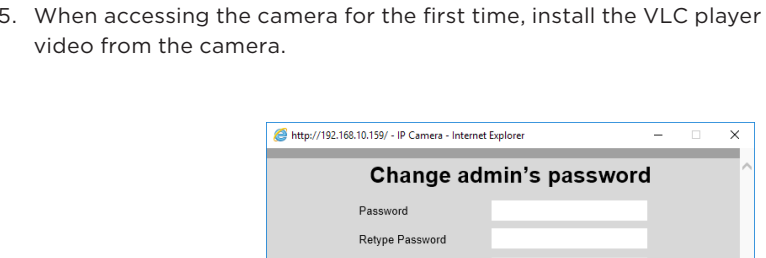 5. When accessing the camera for the first time, install the VLC player
video from the camera.
http://192.168.10.159/ - IP Camera - Internet Explorer
Change admin's password
Password
Retype Password